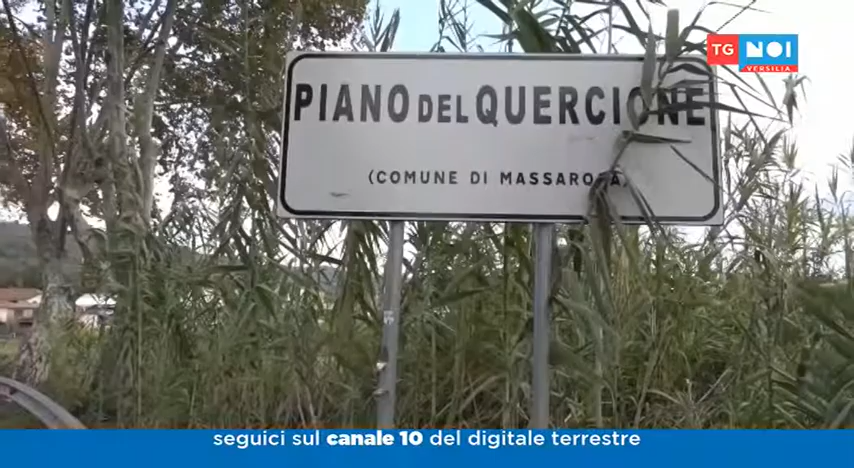 TG NOI
VERSILIA
PIANO DEL QUERCIONE
(COMUNE DI MASSAROSA)
seguici sul canale 10 del digitale terrestre